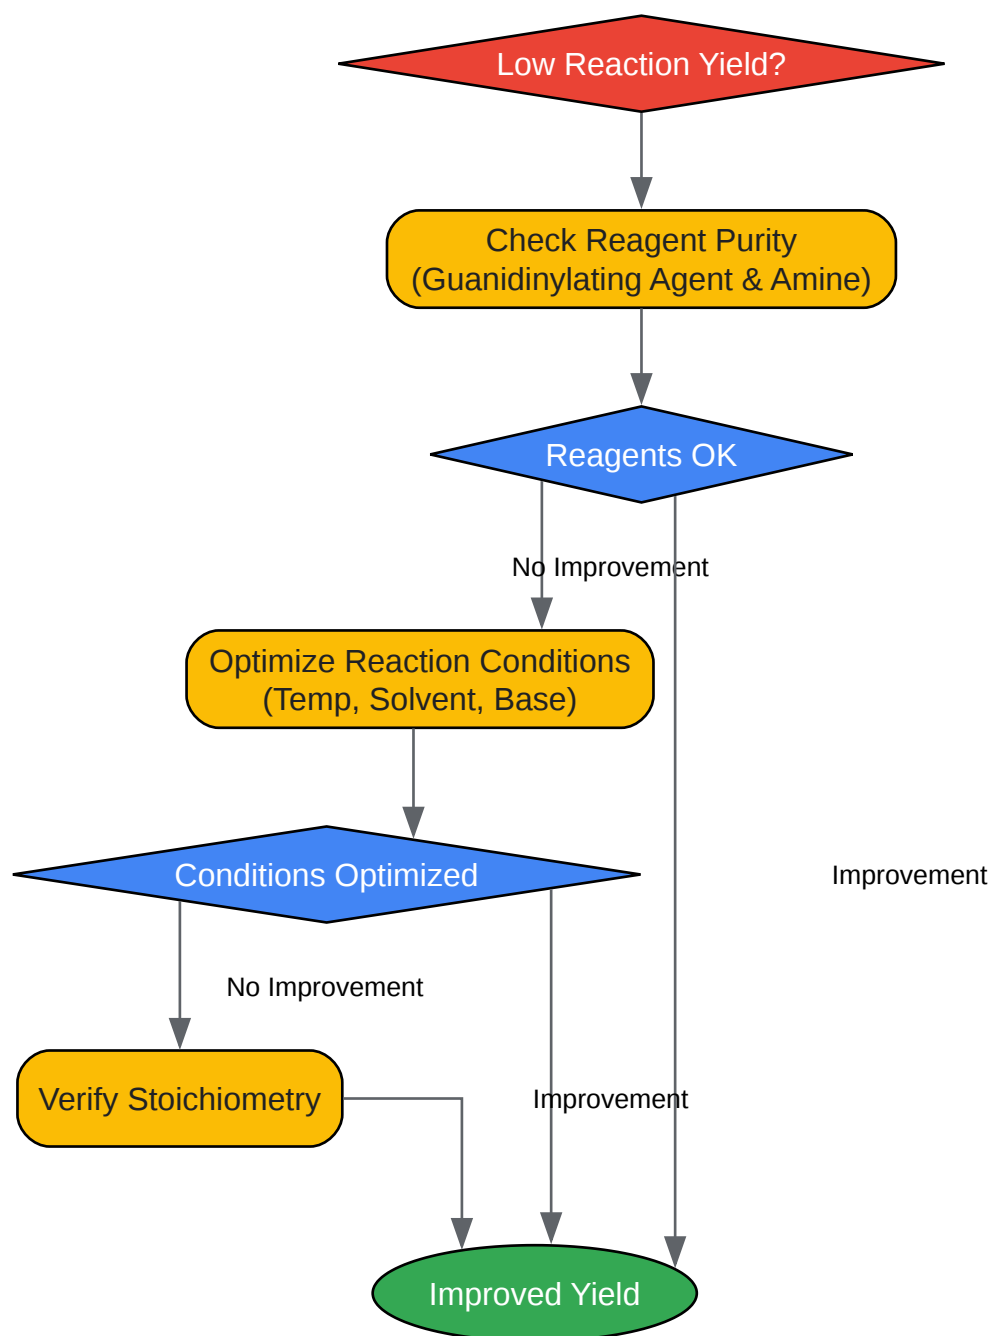 Low Reaction Yield?
Check Reagent Purity
(Guanidinylating Agent & Amine)
Reagents OK
No Improvement
Optimize Reaction Conditions
(Temp, Solvent, Base)
Conditions Optimized
Improvement
No Improvement
Verify Stoichiometry
Improvement
Improved Yield